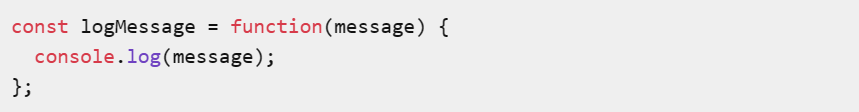 const logMessage = function(message) {
  console.log(message);
};